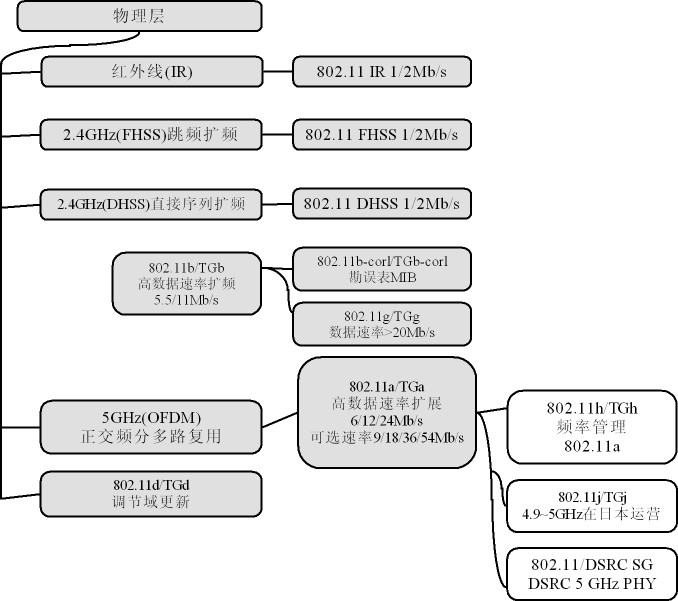 物理层
红外线(IR)
802.11 IR 1/2Mb/s
2.4GHz(FHSS)跳频扩频
802.11 FHSS 1/2Mb/s
2.4GHz(DHSS)直接序列扩频
802.11 DHSS 1/2Mb/s
802.11b/TGb
高数据速率扩频
5.5/11Mb/s
802.11b-corl/TGb-corl
勘误表MIB
802.11g/TGg
数据速率>20Mb/s
5GHz(OFDM)
正交频分多路复用
802.11a/TGa
高数据速率扩展
6/12/24Mb/s
可选速率9/18/36/54Mb/s
802.11h/TGh
频率管理
802.11a
802.11d/TGd
调节域更新
802.11j/TGj
4.9~5GHz在日本运营
802.11/DSRC SG
DSRC 5 GHz PHY